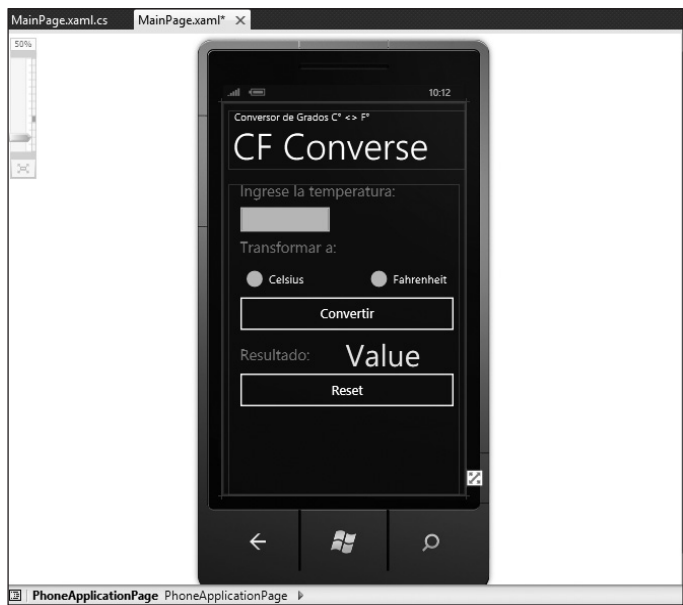 MainPage.xaml.cs MainPage.xaml* ×
50%
10:12
Conversor de Grados C° <> F°
CF Converse
Ingrese la temperatura:
Transformar a:
Celsius Fahrenheit
Convertir
Resultado: Value
Reset
PhoneApplicationPage PhoneApplicationPage